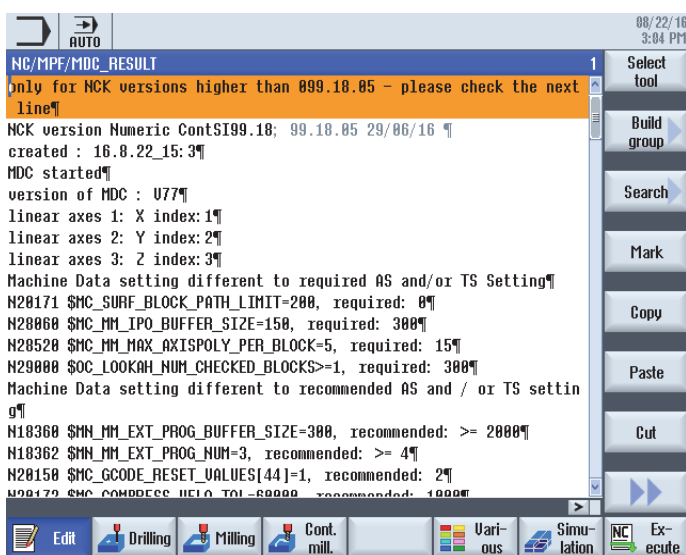 AUTO
08/22/16
3:04 PM
NC/MPF/MDC_RESULT 1
only for NCK versions higher than 099.18.05 - please check the next
line¶
NCK version Numeric ContSI99.18; 99.18.05 29/06/16 ¶
created : 16.8.22_15:3¶
MDC started¶
version of MDC : V77¶
linear axes 1: X index:1¶
linear axes 2: Y index:2¶
linear axes 3: Z index:3¶
Machine Data setting different to required AS and/or TS Setting¶
N20171 $MC_SURF_BLOCK_PATH_LIMIT=200, required: 0¶
N28060 $MC_MM_IPO_BUFFER_SIZE=150, required: 300¶
N28520 $MC_MM_MAX_AXISPOLY_PER_BLOCK=5, required: 15¶
N29000 $OC_LOOKAH_NUM_CHECKED_BLOCKS>=1, required: 300¶
Machine Data setting different to recommended AS and / or TS settin
g¶
N18360 $MN_MM_EXT_PROG_BUFFER_SIZE=300, recommended: >= 2000¶
N18362 $MN_MM_EXT_PROG_NUM=3, recommended: >= 4¶
N20150 $MC_GCODE_RESET_VALUES[44]=1, recommended: 2¶
N20172 $MC_COMPRESS_VELO_TOL=60000, recommended: 1000¶
Select
tool
Build
group
Search
Mark
Copy
Paste
Cut
Edit
Drilling
Milling
Cont.
mill.
Vari-
ous
Simu-
lation
NC
Ex-
ecute